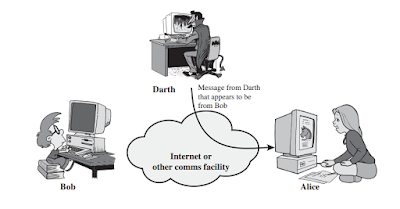 Darth
Message from Darth
that appears to be
from Bob
Internet or
other comms facility
Bob
Alice